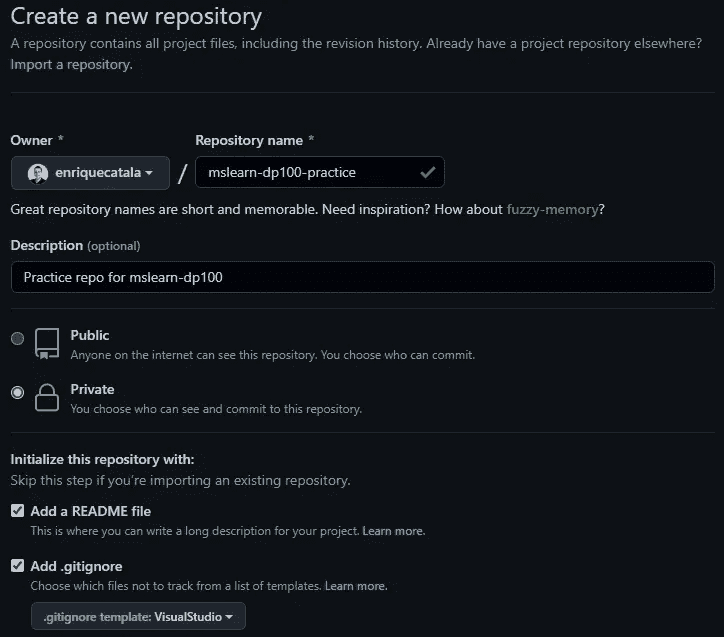 Create a new repository
A repository contains all project files, including the revision history. Already have a project repository elsewhere?
Import a repository.
Owner * Repository name *
enriquecatala / mslearn-dp100-practice
Great repository names are short and memorable. Need inspiration? How about fuzzy-memory?
Description (optional)
Practice repo for mslearn-dp100
Public
Anyone on the internet can see this repository. You choose who can commit.
Private
You choose who can see and commit to this repository.
Initialize this repository with:
Skip this step if you're importing an existing repository.
Add a README file
This is where you can write a long description for your project. Learn more.
Add .gitignore
Choose which files not to track from a list of templates. Learn more.
.gitignore template: VisualStudio